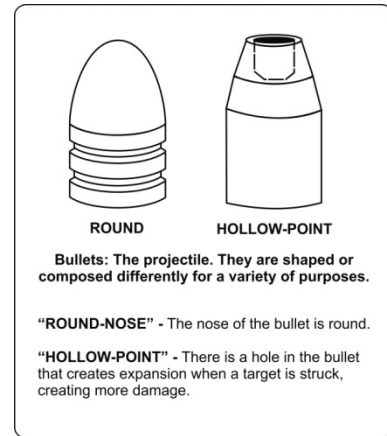 ROUND HOLLOW-POINT
Bullets: The projectile. They are shaped or
composed differently for a variety of purposes.
“ROUND-NOSE” - The nose of the bullet is round.
“HOLLOW-POINT” - There is a hole in the bullet
that creates expansion when a target is struck,
creating more damage.